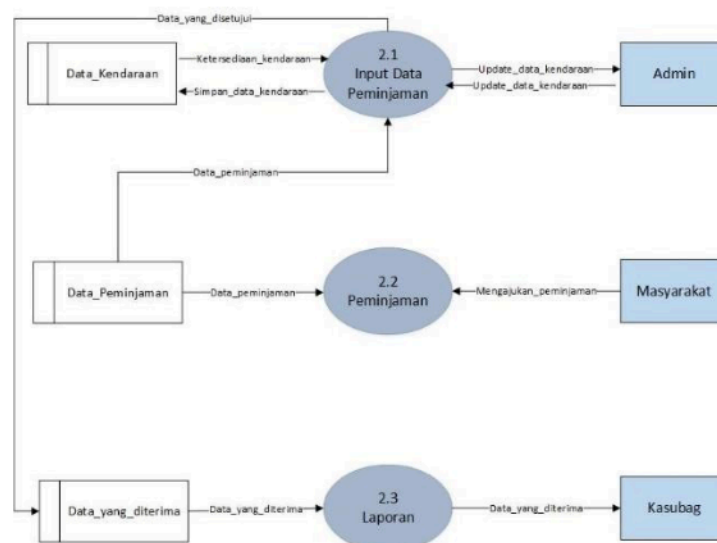 Data_yang_disetujui
Data_Kendaraan
Ketersediaan_kendaraan
Simpan_data_kendaraan
2.1
Input Data
Peminjaman
Update_data_kendaraan
Update_data_kendaraan
Admin
Data_peminjaman
Data_Peminjaman
Data_peminjaman
2.2
Peminjaman
Mengajukan_peminjaman
Masyarakat
Data_yang_diterima
Data_yang_diterima
2.3
Laporan
Data_yang_diterima
Kasubag